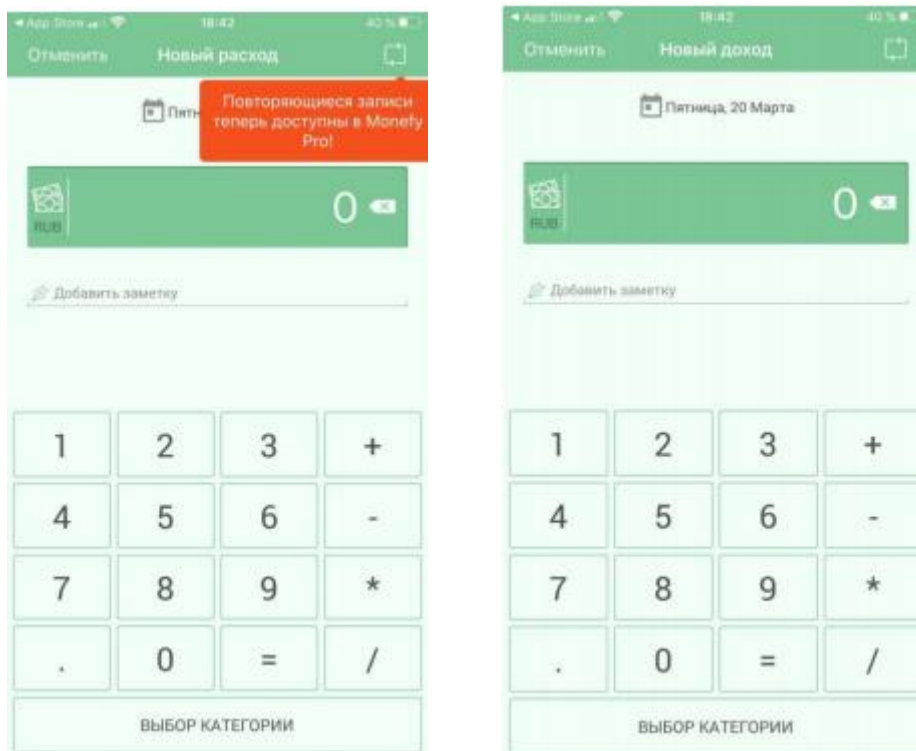 App Store
18:42
40 %
Отменить
Новый расход
Пятн
Повторяющиеся записи
теперь доступны в Monefy
Pro!
RUB
0
Добавить заметку
1 2 3 +
4 5 6 -
7 8 9 *
. 0 = /
ВЫБОР КАТЕГОРИИ
App Store
18:42
40 %
Отменить
Новый доход
Пятница, 20 Марта
RUB
0
Добавить заметку
1 2 3 +
4 5 6 -
7 8 9 *
. 0 = /
ВЫБОР КАТЕГОРИИ